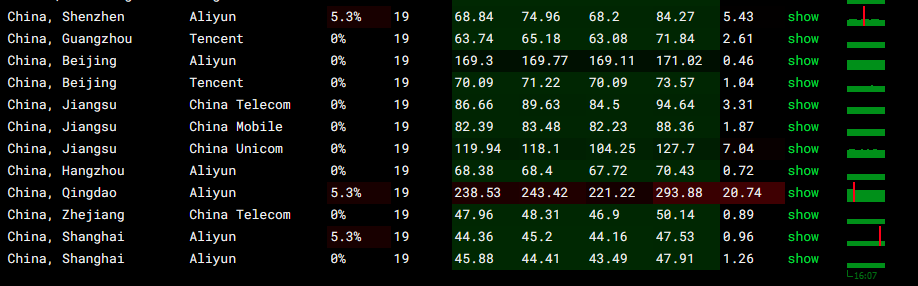 China, Shenzhen Aliyun 5.3% 19 68.84 74.96 68.2 84.27 5.43 show
China, Guangzhou Tencent 0% 19 63.74 65.18 63.08 71.84 2.61 show
China, Beijing Aliyun 0% 19 169.3 169.77 169.11 171.02 0.46 show
China, Beijing Tencent 0% 19 70.09 71.22 70.09 73.57 1.04 show
China, Jiangsu China Telecom 0% 19 86.66 89.63 84.5 94.64 3.31 show
China, Jiangsu China Mobile 0% 19 82.39 83.48 82.23 88.36 1.87 show
China, Jiangsu China Unicom 0% 19 119.94 118.1 104.25 127.7 7.04 show
China, Hangzhou Aliyun 0% 19 68.38 68.4 67.72 70.43 0.72 show
China, Qingdao Aliyun 5.3% 19 238.53 243.42 221.22 293.88 20.74 show
China, Zhejiang China Telecom 0% 19 47.96 48.31 46.9 50.14 0.89 show
China, Shanghai Aliyun 5.3% 19 44.36 45.2 44.16 47.53 0.96 show
China, Shanghai Aliyun 0% 19 45.88 44.41 43.49 47.91 1.26 show
16:07